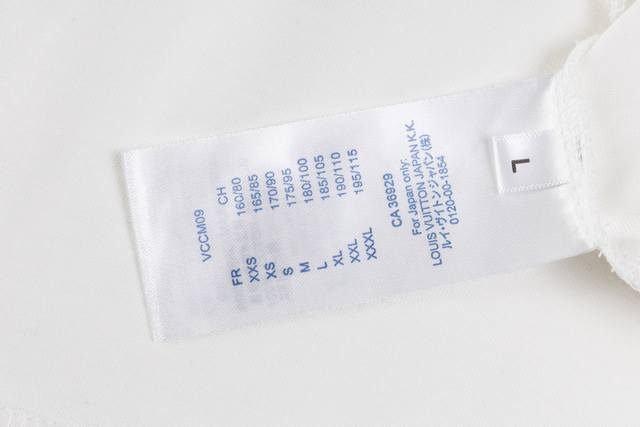 VCCM09
FR CH
XXS 160/80
XS 165/85
S 170/90
M 175/95
L 180/100
XL 185/105
XXL 190/110
XXXL 195/115
CA 36929
For Japan only:
LOUIS VUITTON JAPAN K.K.
ルイ・ヴィトン ジャパン(株)
0120-00-1854
L